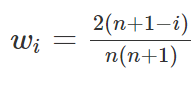 w_i = \frac{2(n+1-i)}{n(n+1)}